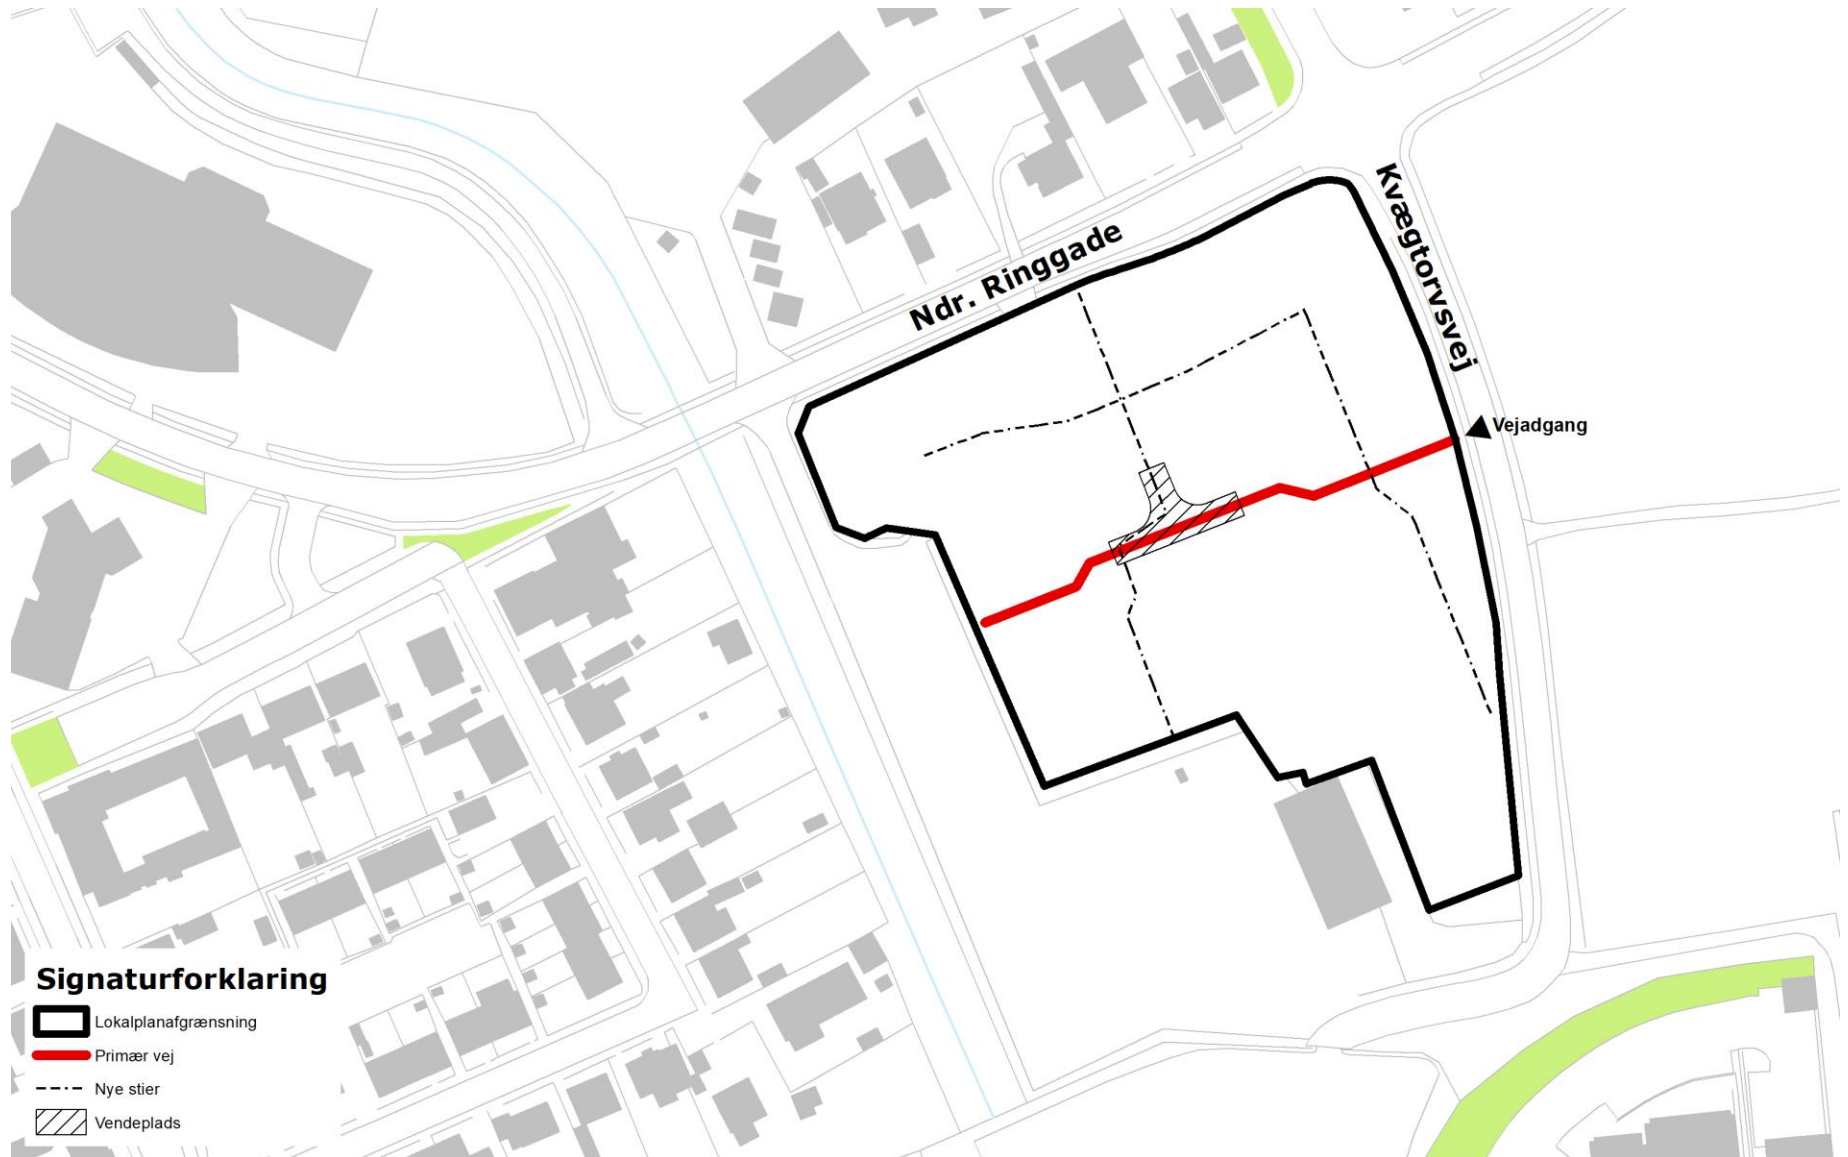 Kvægtorvsvej
Ndr. Ringgade
Vejadgang
Signaturforklaring
Lokalplanafgrænsning
Primær vej
Nye stier
Vendeplads